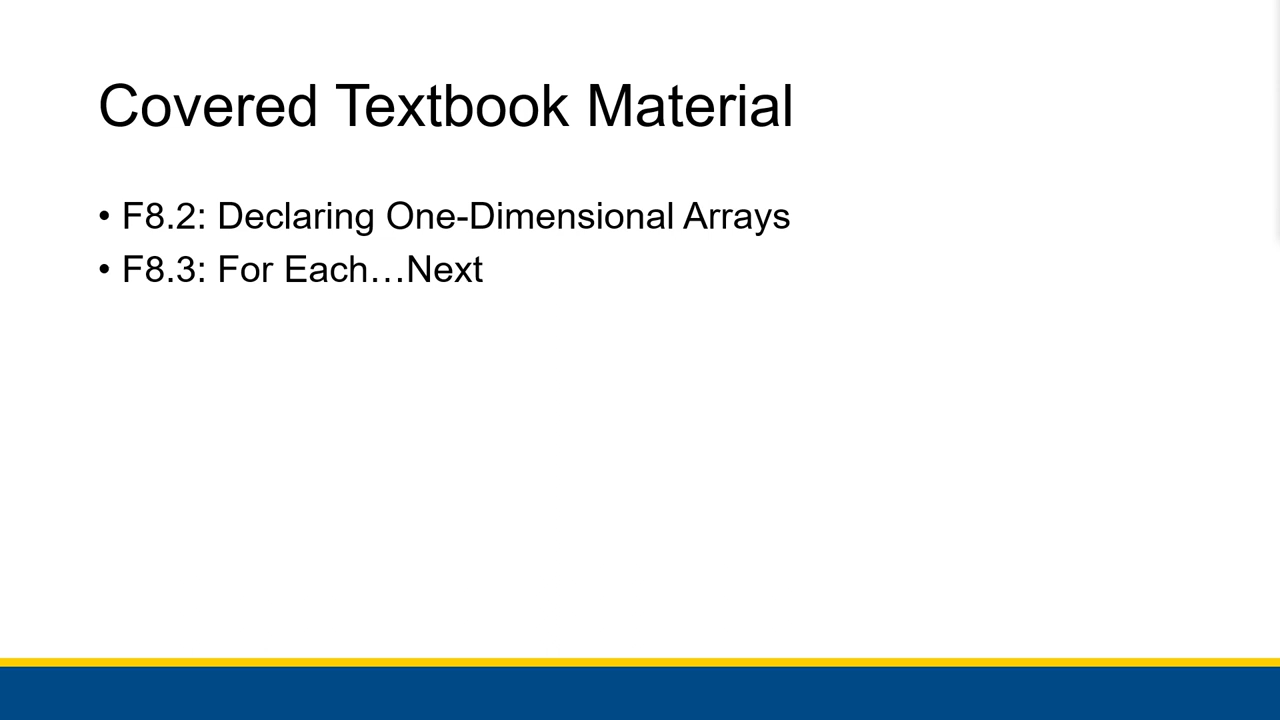 Covered Textbook Material
• F8.2: Declaring One-Dimensional Arrays
• F8.3: For Each…Next